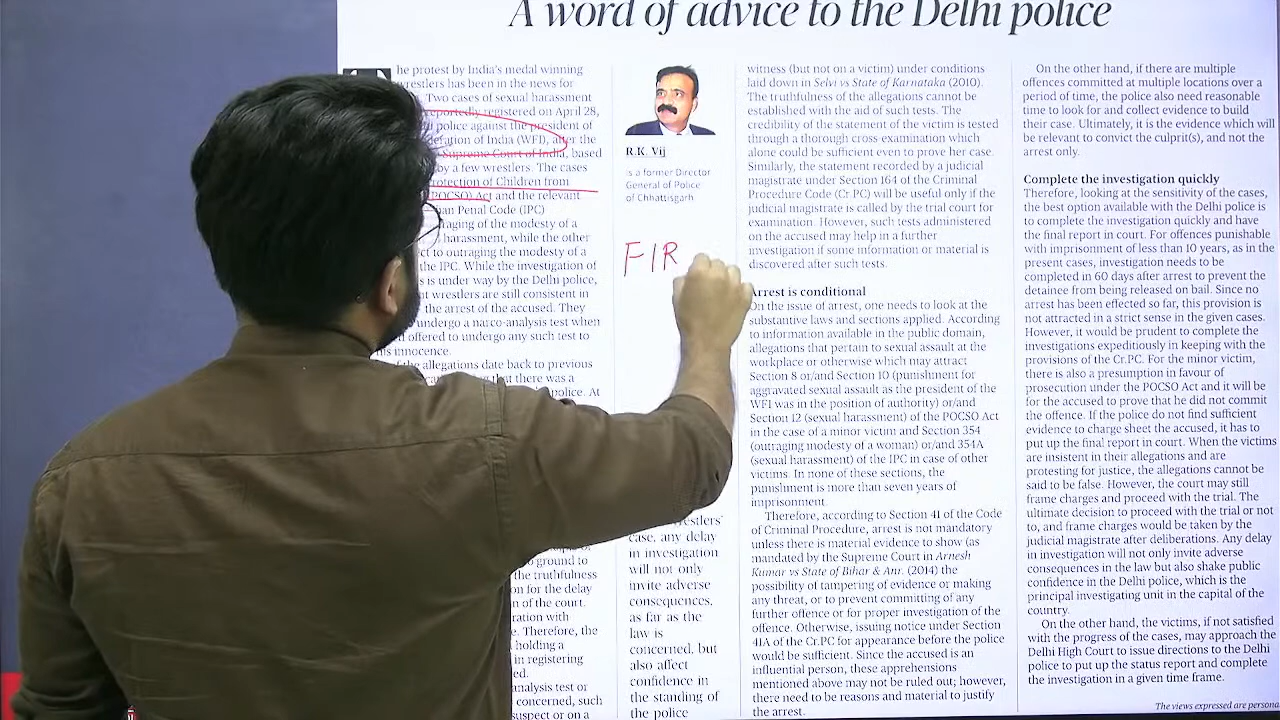 A word of advice to the Delhi police
he protest by India's medal winning
restlers has been in the news for
Two cases of sexual harassment
reportedly registered on April 28,
police against the president of
eration of India (WFI), after the
Supreme Court of India, based
by a few wrestlers. The cases
otection of Children from
POCSO) Act and the relevant
ian Penal Code (IPC)
raging of the modesty of a
harassment, while the other
ct to outraging the modesty of a
the IPC. While the investigation of
is under way by the Delhi police,
nt wrestlers are still consistent in
the arrest of the accused. They
undergo a narco-analysis test when
d offered to undergo any such test to
his innocence.
f the allegations date back to previous
that there was a
police. At
o ground to
the truthfulness
on for the delay
n of the court.
ration with
e. Therefore, the
holding a
in registering
ed.
analysis test or
concerned, such
suspect or on a
R.K. Vij
is a former Director
General of Police
of Chhattisgarh
FIR
restlers'
case, any delay
in investigation
will not only
invite adverse
consequences,
as far as the
law is
concerned, but
also affect
confidence in
the standing of
the police
witness (but not on a victim) under conditions
laid down in Selvi vs State of Karnataka (2010).
The truthfulness of the allegations cannot be
established with the aid of such tests. The
credibility of the statement of the victim is tested
through a thorough cross examination which
alone could be sufficient even to prove her case.
Similarly, the statement recorded by a judicial
magistrate under Section 164 of the Criminal
Procedure Code (Cr.PC) will be useful only if the
judicial magistrate is called by the trial court for
examination. However, such tests administered
on the accused may help in a further
investigation if some information or material is
discovered after such tests.
Arrest is conditional
On the issue of arrest, one needs to look at the
substantive laws and sections applied. According
to information available in the public domain,
allegations that pertain to sexual assault at the
workplace or otherwise which may attract
Section 8 or/and Section 10 (punishment for
aggravated sexual assault as the president of the
WFI was in the position of authority) or/and
Section 12 (sexual harassment) of the POCSO Act
in the case of a minor victim and Section 354
(outraging modesty of a woman) or/and 354A
(sexual harassment) of the IPC in case of other
victims. In none of these sections, the
punishment is more than seven years of
imprisonment.
Therefore, according to Section 41 of the Code
of Criminal Procedure, arrest is not mandatory
unless there is material evidence to show (as
mandated by the Supreme Court in Arnesh
Kumar vs State of Bihar & Anr. (2014) the
possibility of tampering of evidence or making
any threat, or to prevent committing of any
further offence or for proper investigation of the
offence. Otherwise, issuing notice under Section
41A of the Cr.PC for appearance before the police
would be sufficient. Since the accused is an
influential person, these apprehensions
mentioned above may not be ruled out; however,
there need to be reasons and material to justify
the arrest.
On the other hand, if there are multiple
offences committed at multiple locations over a
period of time, the police also need reasonable
time to look for and collect evidence to build
their case. Ultimately, it is the evidence which will
be relevant to convict the culprit(s), and not the
arrest only.
Complete the investigation quickly
Therefore, looking at the sensitivity of the cases,
the best option available with the Delhi police is
to complete the investigation quickly and have
the final report in court. For offences punishable
with imprisonment of less than 10 years, as in the
present cases, investigation needs to be
completed in 60 days after arrest to prevent the
detainee from being released on bail. Since no
arrest has been effected so far, this provision is
not attracted in a strict sense in the given cases.
However, it would be prudent to complete the
investigations expeditiously in keeping with the
provisions of the Cr.PC. For the minor victim,
there is also a presumption in favour of
prosecution under the POCSO Act and it will be
for the accused to prove that he did not commit
the offence. If the police do not find sufficient
evidence to charge sheet the accused, it has to
put up the final report in court. When the victims
are insistent in their allegations and are
protesting for justice, the allegations cannot be
said to be false. However, the court may still
frame charges and proceed with the trial. The
ultimate decision to proceed with the trial or not
to, and frame charges would be taken by the
judicial magistrate after deliberations. Any delay
in investigation will not only invite adverse
consequences in the law but also shake public
confidence in the Delhi police, which is the
principal investigating unit in the capital of the
country.
On the other hand, the victims, if not satisfied
with the progress of the cases, may approach the
Delhi High Court to issue directions to the Delhi
police to put up the status report and complete
the investigation in a given time frame.
The views expressed are persona